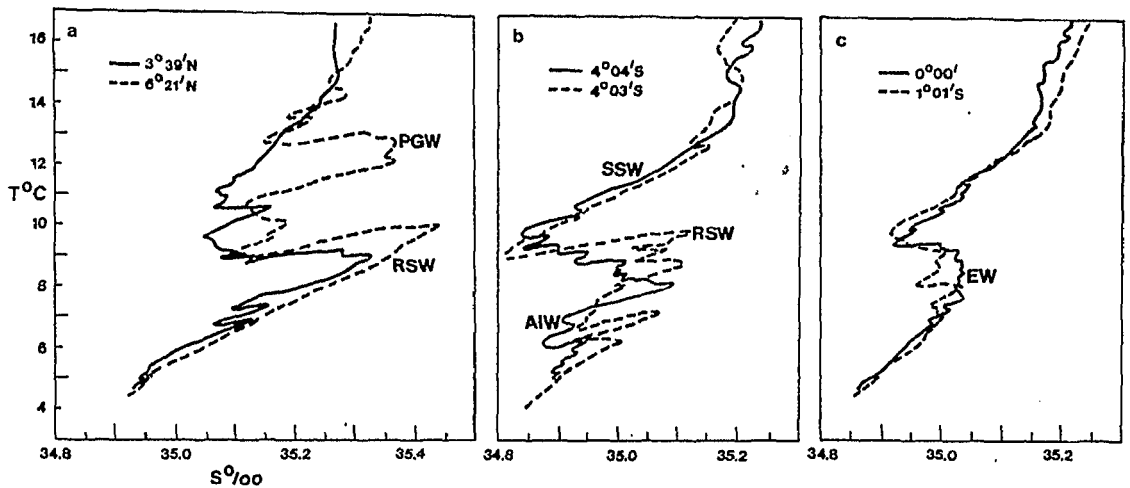 a
3°39'N
6°21'N
PGW
RSW
16
14
12
T°C
10
8
6
4
34.8
35.0
35.2
35.4
S°/oo
b
4°04'S
4°03'S
SSW
RSW
AIW
34.8
35.0
35.2
c
0°00'
1°01'S
EW
34.8
35.0
35.2